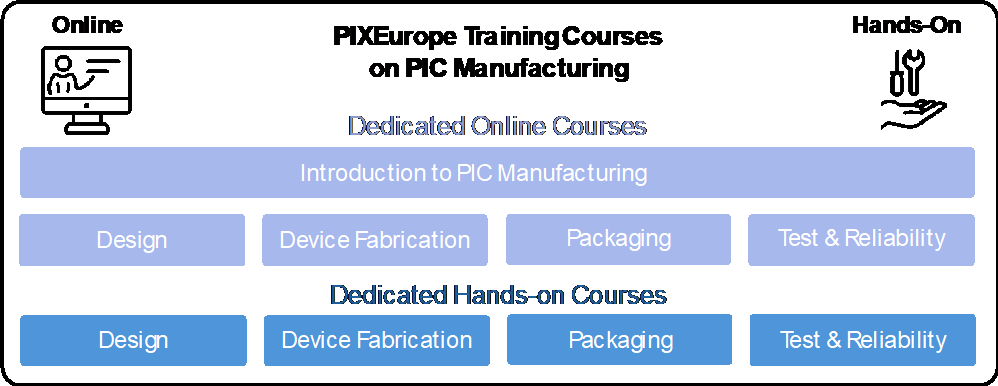 Online
Hands-On
PIXEurope Training Courses
on PIC Manufacturing
Dedicated Online Courses
Introduction to PIC Manufacturing
Design
Device Fabrication
Packaging
Test & Reliability
Dedicated Hands-on Courses
Design
Device Fabrication
Packaging
Test & Reliability